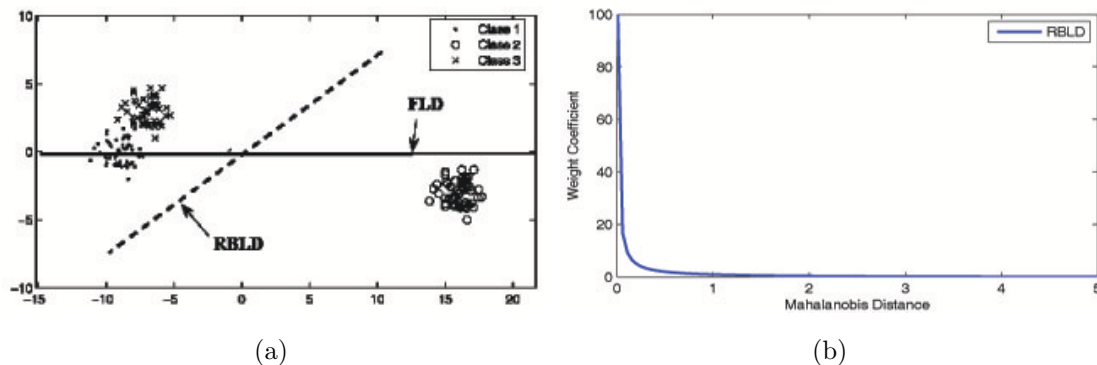 10
5
0
-5
-10
-15
-10
-5
0
5
10
15
20
Class 1
Class 2
Class 3
FLD
RBLD
(a)
100
80
60
40
20
0
0
1
2
3
4
5
Weight Coefficient
Mahalanobis Distance
RBLD
(b)